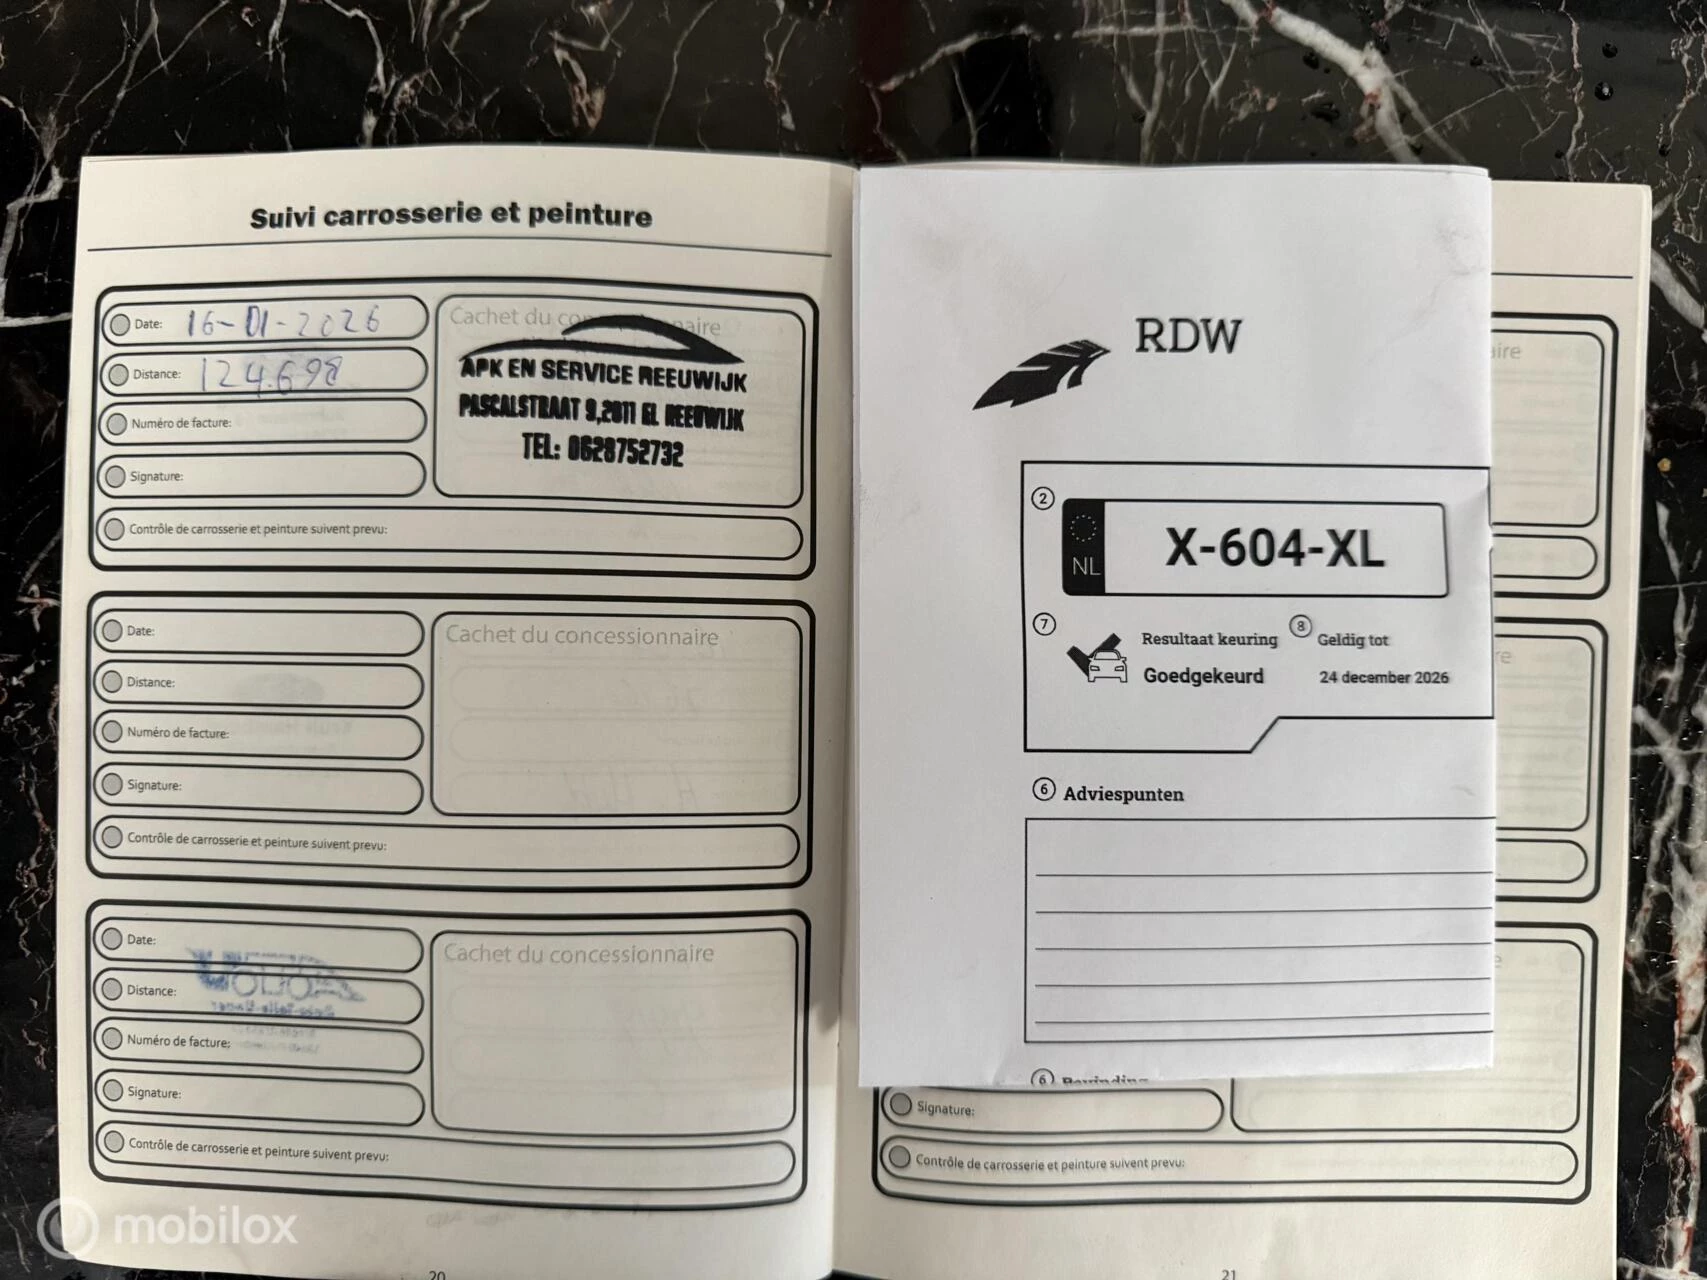 Suivi carrosserie et peinture
Date: 16-01-2026
Distance: 124.698
Numéro de facture:
Signature:
Cachet du concessionnaire
APK EN SERVICE REEUWIJK
PASCALSTRAAT 9,2811 EL REEUWIJK
TEL: 0628752732
Contrôle de carrosserie et peinture suivent prevu:
Date:
Distance:
Numéro de facture:
Signature:
Cachet du concessionnaire
Contrôle de carrosserie et peinture suivent prevu:
Date:
Distance:
Numéro de facture:
Signature:
Cachet du concessionnaire
Contrôle de carrosserie et peinture suivent prevu:
20
RDW
2
NL
X-604-XL
7
Resultaat keuring
Goedgekeurd
8
Geldig tot
24 december 2026
6 Adviespunten
6
Signature:
Contrôle de carrosserie et peinture suivent prevu:
21
mobilox